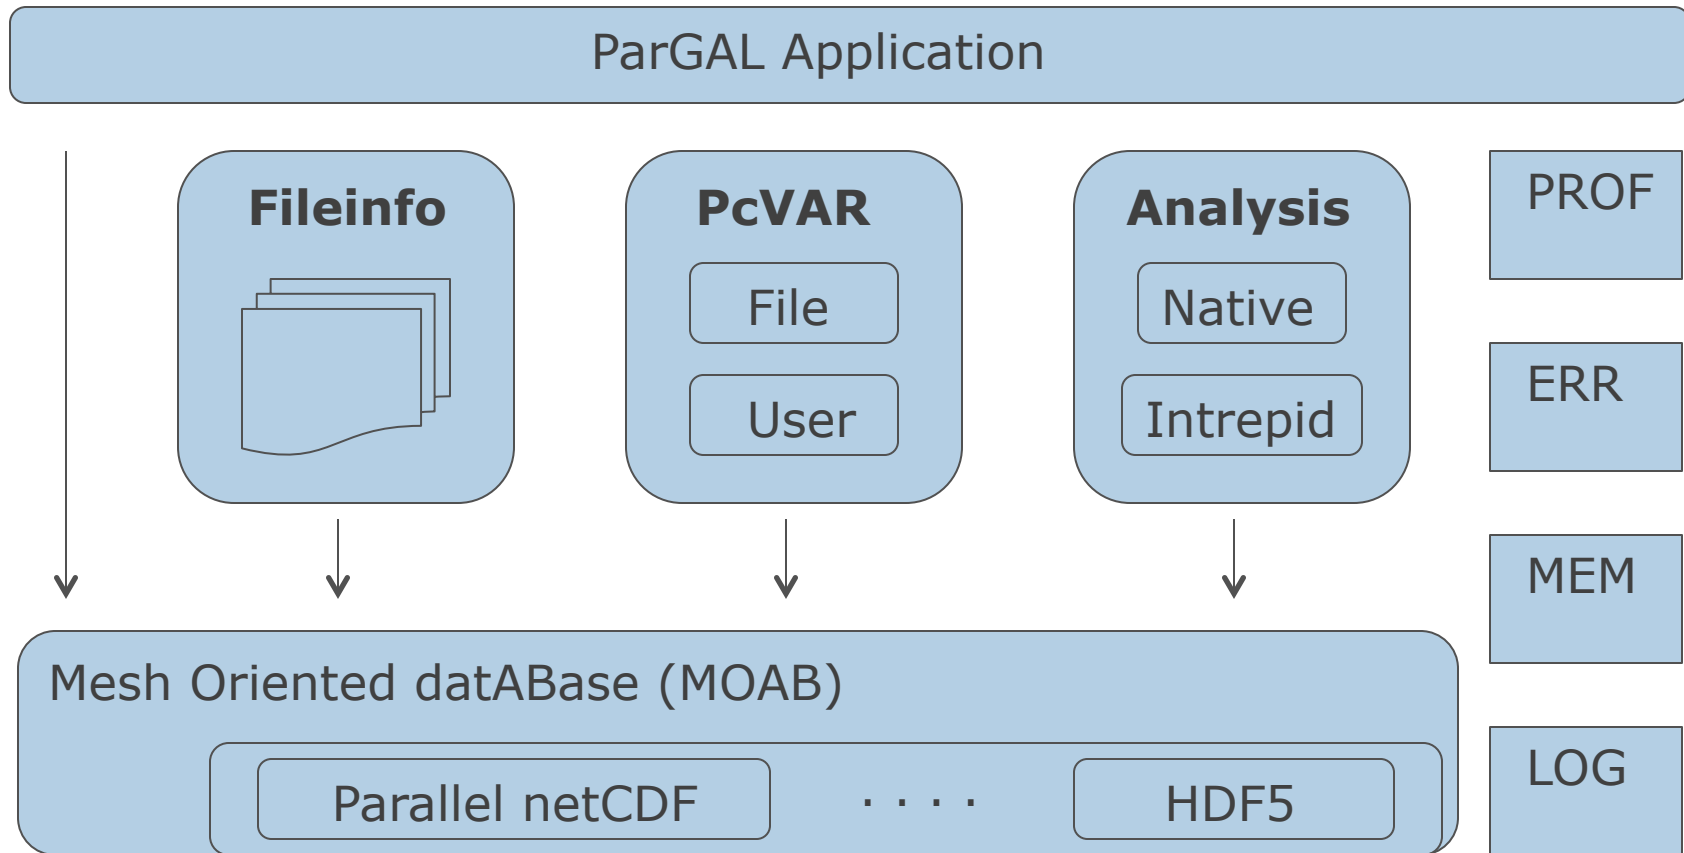 ParGAL Application
Fileinfo
PcVAR
File
User
Analysis
Native
Intrepid
PROF
ERR
MEM
LOG
Mesh Oriented datABase (MOAB)
Parallel netCDF
. . . .
HDF5